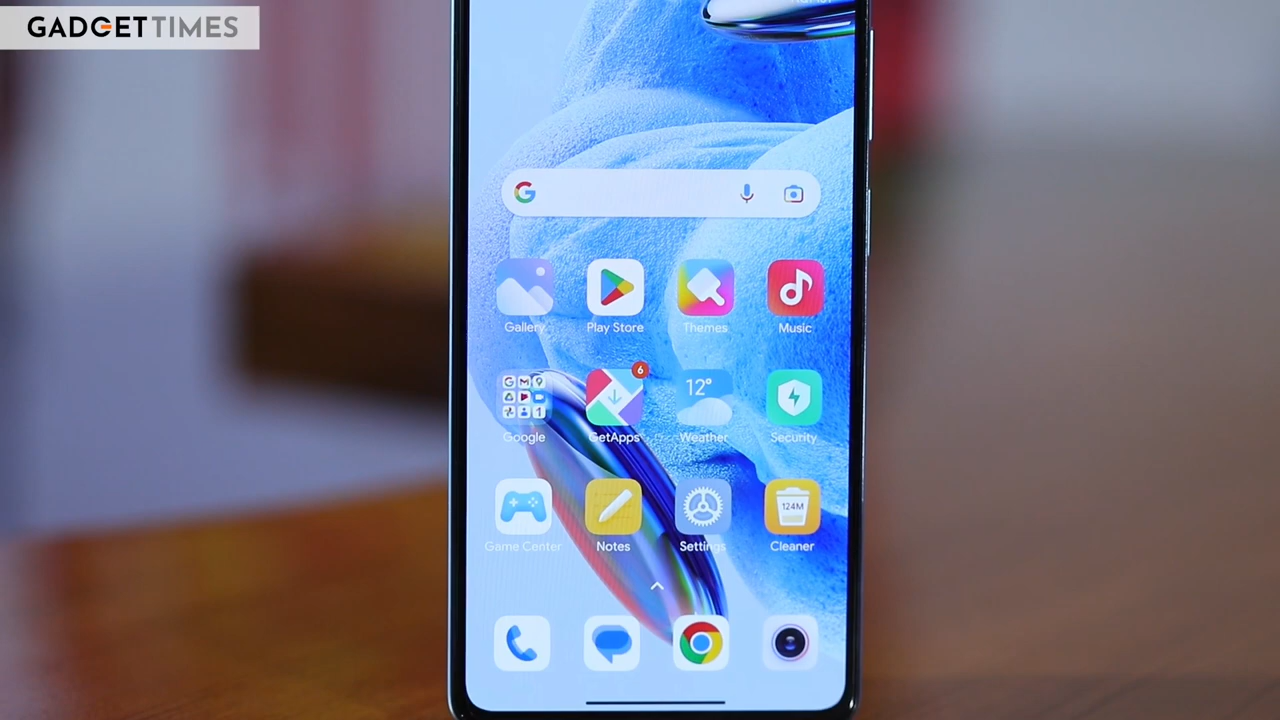 GADGETTIMES
Gallery
Play Store
Themes
Music
6
12°
Google
GetApps
Weather
Security
124M
Game Center
Notes
Settings
Cleaner